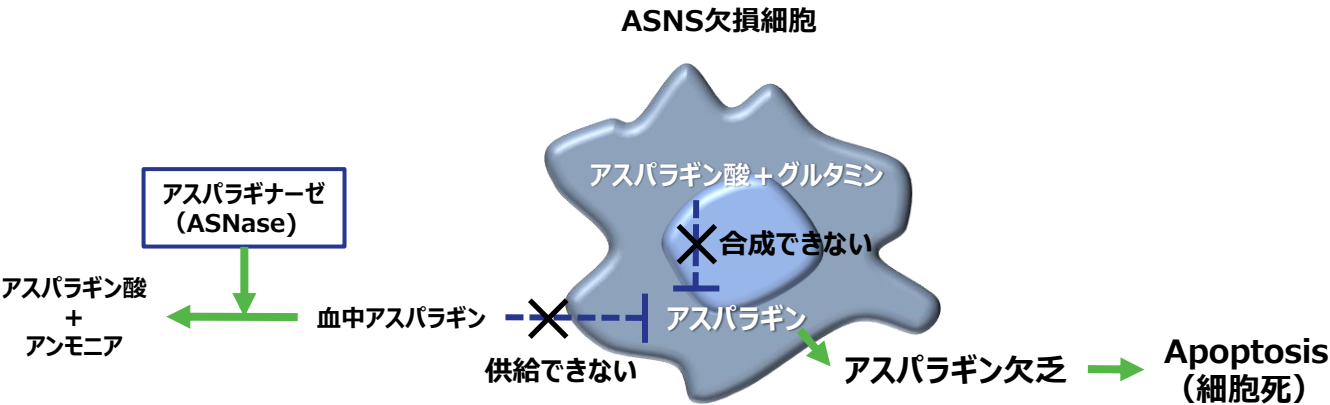 ASNS欠損細胞
アスパラギン酸＋グルタミン
アスパラギナーゼ
（ASNase)
合成できない
アスパラギン酸
+
アンモニア
血中アスパラギン
アスパラギン
供給できない
アスパラギン欠乏
Apoptosis
（細胞死）